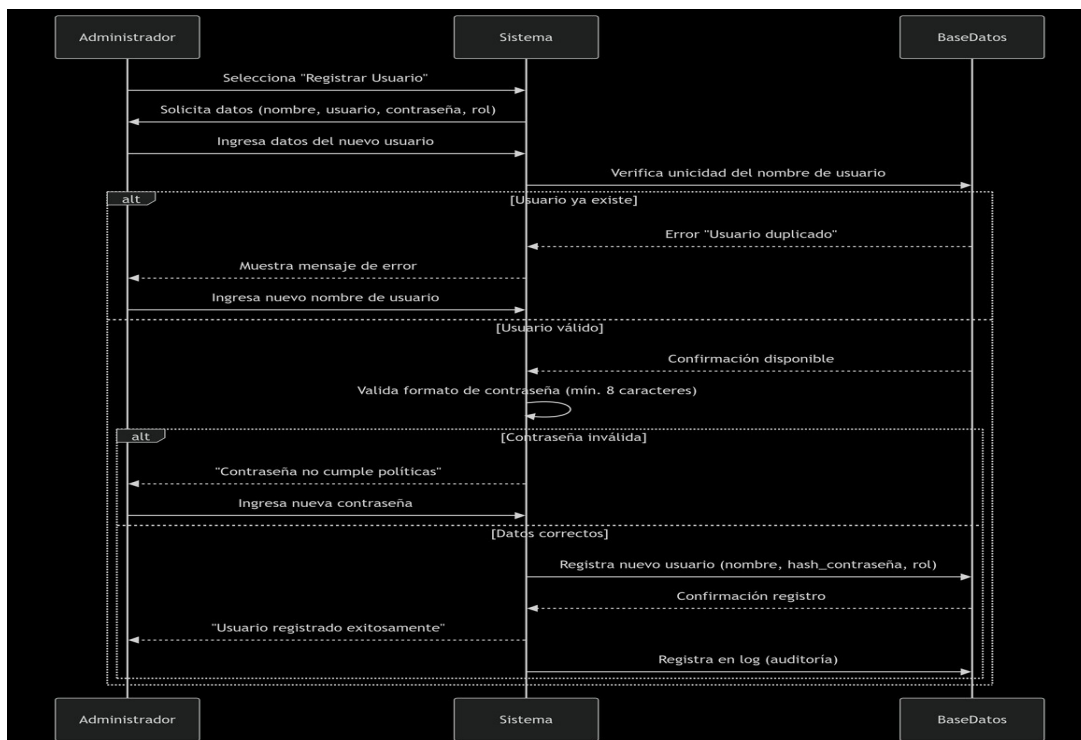 Administrador
Sistema
BaseDatos
Selecciona "Registrar Usuario"
Solicita datos (nombre, usuario, contraseña, rol)
Ingresa datos del nuevo usuario
Verifica unicidad del nombre de usuario
alt
[Usuario ya existe]
Error "Usuario duplicado"
Muestra mensaje de error
Ingresa nuevo nombre de usuario
[Usuario válido]
Confirmación disponible
Valida formato de contraseña (mín. 8 caracteres)
alt
[Contraseña inválida]
"Contraseña no cumple políticas"
Ingresa nueva contraseña
[Datos correctos]
Registra nuevo usuario (nombre, hash_contraseña, rol)
Confirmación registro
"Usuario registrado exitosamente"
Registra en log (auditoría)
Administrador
Sistema
BaseDatos